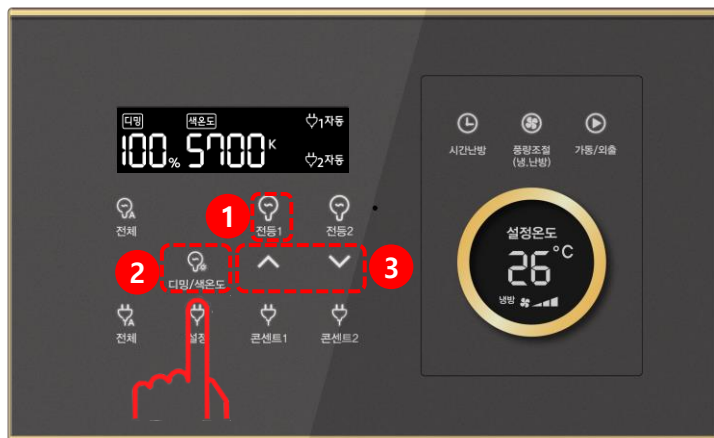 디밍 색온도 1자동
100% 5700K 2자동
시간난방 풍량조절 (냉,난방) 가동/외출
A
전체 1 전등1 전등2
2 디밍/색온도 3
설정온도
26°C
냉방
A
전체 설정 콘센트1 콘센트2